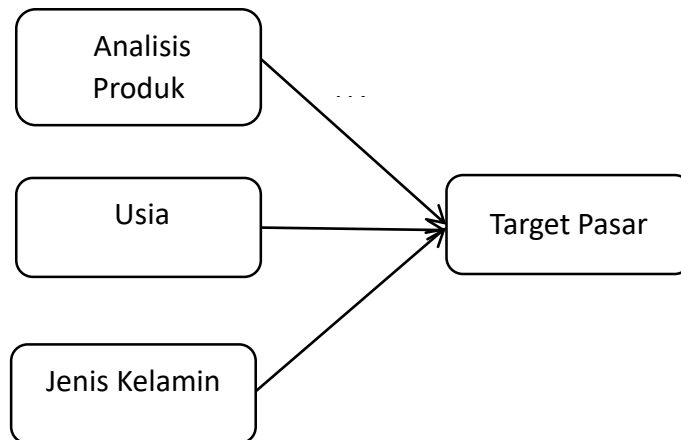 Analisis
Produk
Usia
Target Pasar
Jenis Kelamin